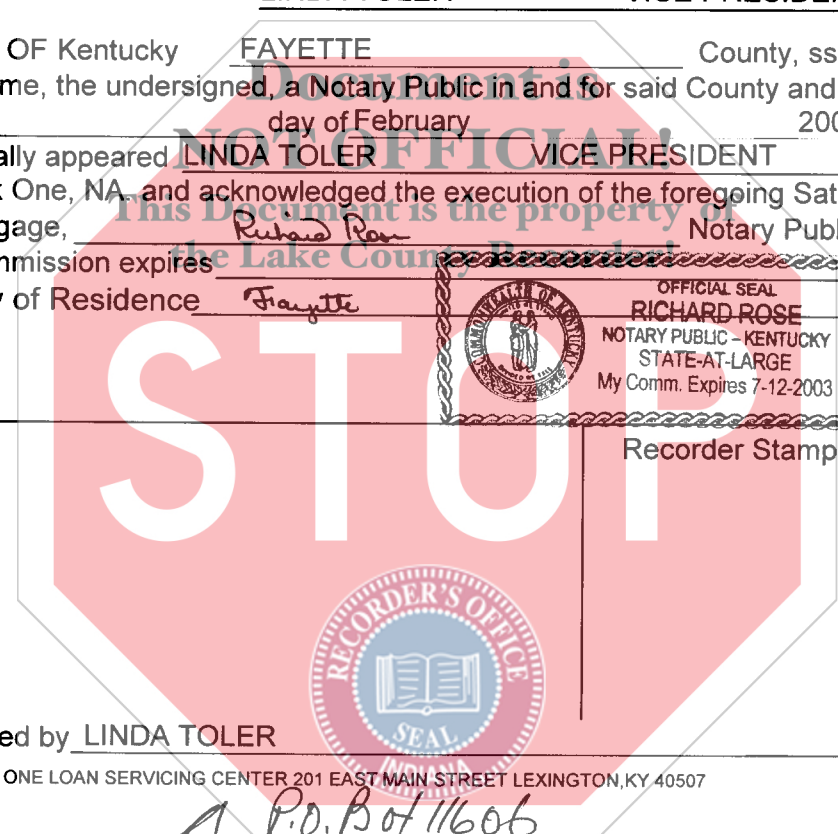 OF Kentucky FAYETTE County, ss
me, the undersigned, a Notary Public in and for said County and
day of February 200
ally appeared LINDA TOLER VICE PRESIDENT
One, NA. and acknowledged the execution of the foregoing Sat
gage, Richard Rose Notary Publ
mmission expires
of Residence Fayette
COMMONWEALTH OF KENTUCKY
OFFICIAL SEAL
RICHARD ROSE
NOTARY PUBLIC – KENTUCKY
STATE-AT-LARGE
My Comm. Expires 7-12-2003
Document is
NOT OFFICIAL!
This Document is the property of
the Lake County Recorder!
STOP
Recorder Stamp
RECORDER'S OFFICE
SEAL
INDIANA
ed by LINDA TOLER
ONE LOAN SERVICING CENTER 201 EAST MAIN STREET LEXINGTON,KY 40507
P.O. Box 11606